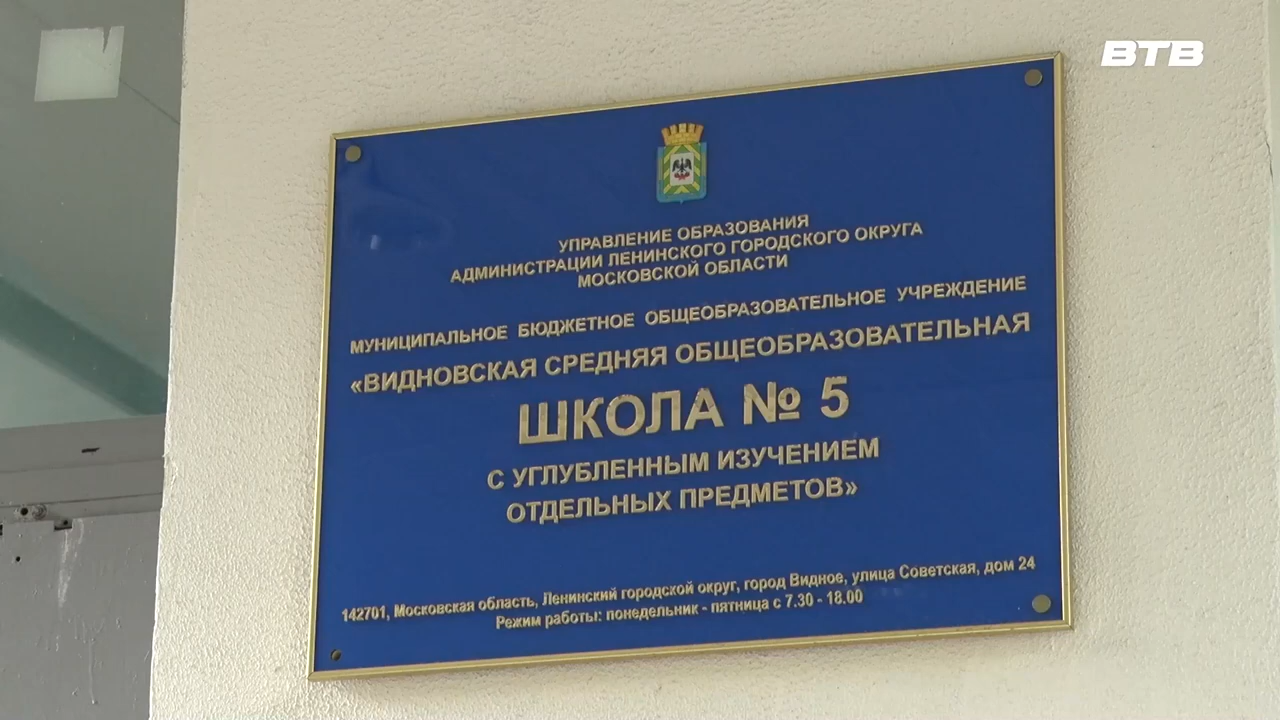 ВТВ
УПРАВЛЕНИЕ ОБРАЗОВАНИЯ
АДМИНИСТРАЦИИ ЛЕНИНСКОГО ГОРОДСКОГО ОКРУГА
МОСКОВСКОЙ ОБЛАСТИ
МУНИЦИПАЛЬНОЕ БЮДЖЕТНОЕ ОБЩЕОБРАЗОВАТЕЛЬНОЕ УЧРЕЖДЕНИЕ
«ВИДНОВСКАЯ СРЕДНЯЯ ОБЩЕОБРАЗОВАТЕЛЬНАЯ
ШКОЛА № 5
С УГЛУБЛЕННЫМ ИЗУЧЕНИЕМ
ОТДЕЛЬНЫХ ПРЕДМЕТОВ»
142701, Московская область, Ленинский городской округ, город Видное, улица Советская, дом 24
Режим работы: понедельник - пятница с 7.30 - 18.00